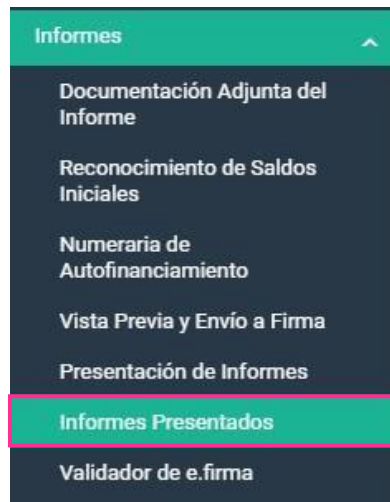 Informes
Documentación Adjunta del
Informe
Reconocimiento de Saldos
Iniciales
Numeraria de
Autofinanciamiento
Vista Previa y Envío a Firma
Presentación de Informes
Informes Presentados
Validador de e.firma